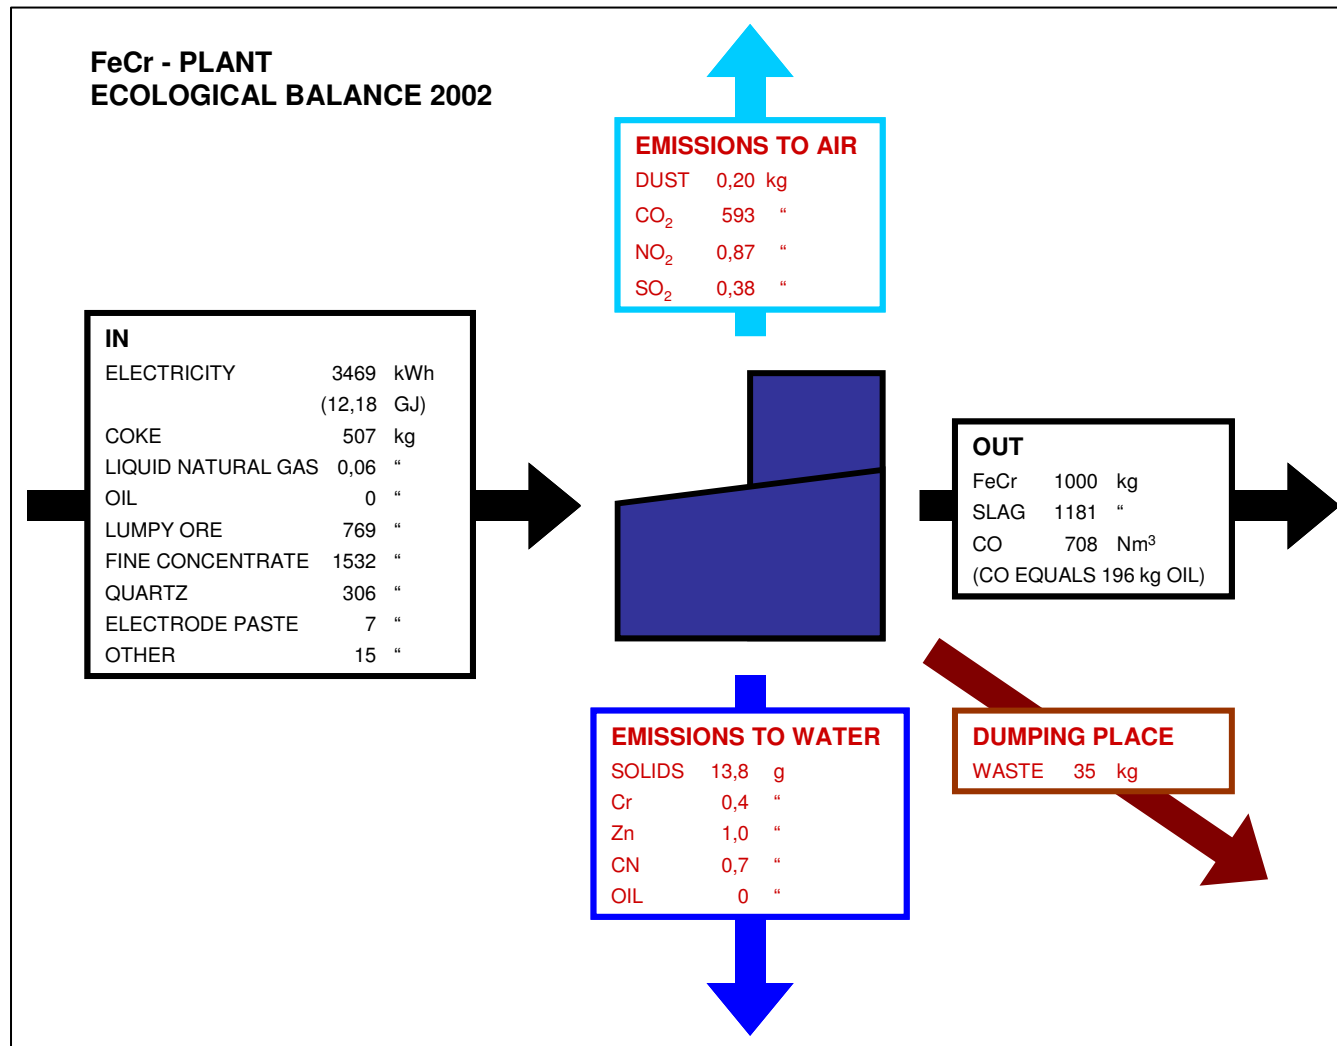 FeCr - PLANT
ECOLOGICAL BALANCE 2002
EMISSIONS TO AIR
DUST 0,20 kg
CO₂ 593 “
NO₂ 0,87 “
SO₂ 0,38 “
IN
ELECTRICITY 3469 kWh
(12,18 GJ)
COKE 507 kg
LIQUID NATURAL GAS 0,06 “
OIL 0 “
LUMPY ORE 769 “
FINE CONCENTRATE 1532 “
QUARTZ 306 “
ELECTRODE PASTE 7 “
OTHER 15 “
OUT
FeCr 1000 kg
SLAG 1181 “
CO 708 Nm³
(CO EQUALS 196 kg OIL)
EMISSIONS TO WATER
SOLIDS 13,8 g
Cr 0,4 “
Zn 1,0 “
CN 0,7 “
OIL 0 “
DUMPING PLACE
WASTE 35 kg